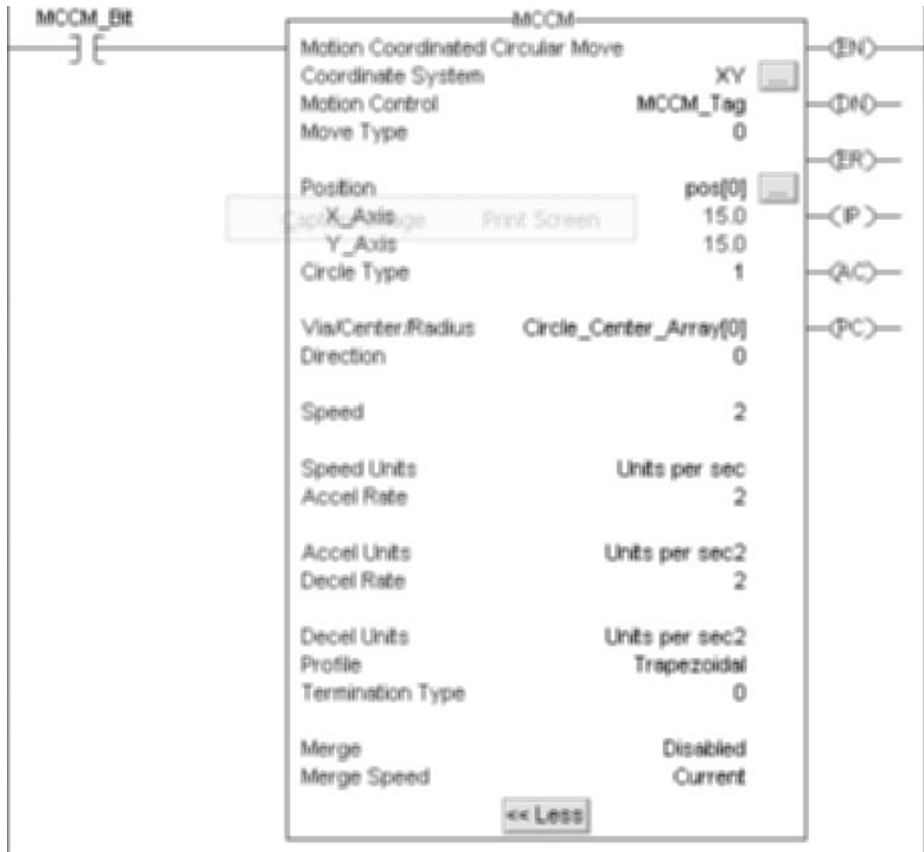 MCCM_Bit
MCCM
Motion Coordinated Circular Move
EN
Coordinate System XY ...
Motion Control MCCM_Tag
DN
Move Type 0
ER
Position pos[0] ...
X_Axis 15.0
IP
Print Screen
Y_Axis 15.0
Circle Type 1
AC
Via/Center/Radius Circle_Center_Array[0]
PC
Direction 0
Speed 2
Speed Units Units per sec
Accel Rate 2
Accel Units Units per sec2
Decel Rate 2
Decel Units Units per sec2
Profile Trapezoidal
Termination Type 0
Merge Disabled
Merge Speed Current
<< Less